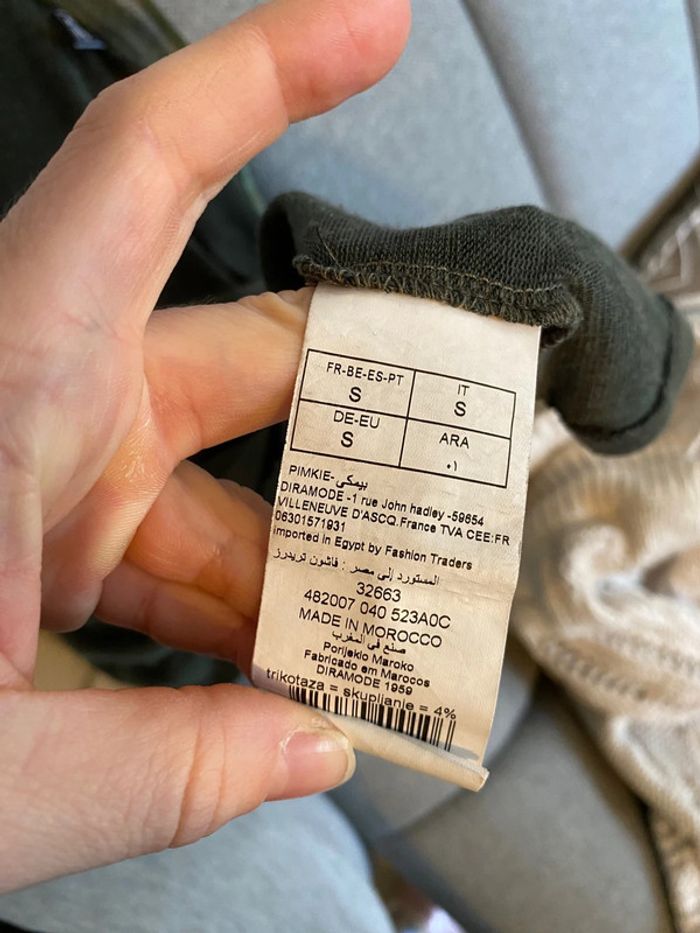 FR-BE-ES-PT
S
IT
S
DE-EU
S
ARA
٠١
PIMKIE-بيمكي
DIRAMODE -1 rue John hadley -59654
VILLENEUVE D'ASCQ.France TVA CEE:FR
06301571931
Imported in Egypt by Fashion Traders
المستورد إلى مصر : فاشون تريدرز
32663
482007 040 523A0C
MADE IN MOROCCO
صنع في المغرب
Porijeklo Maroko
Fabricado em Marocos
DIRAMODE 1959
trikotaza = skupljanje = 4%